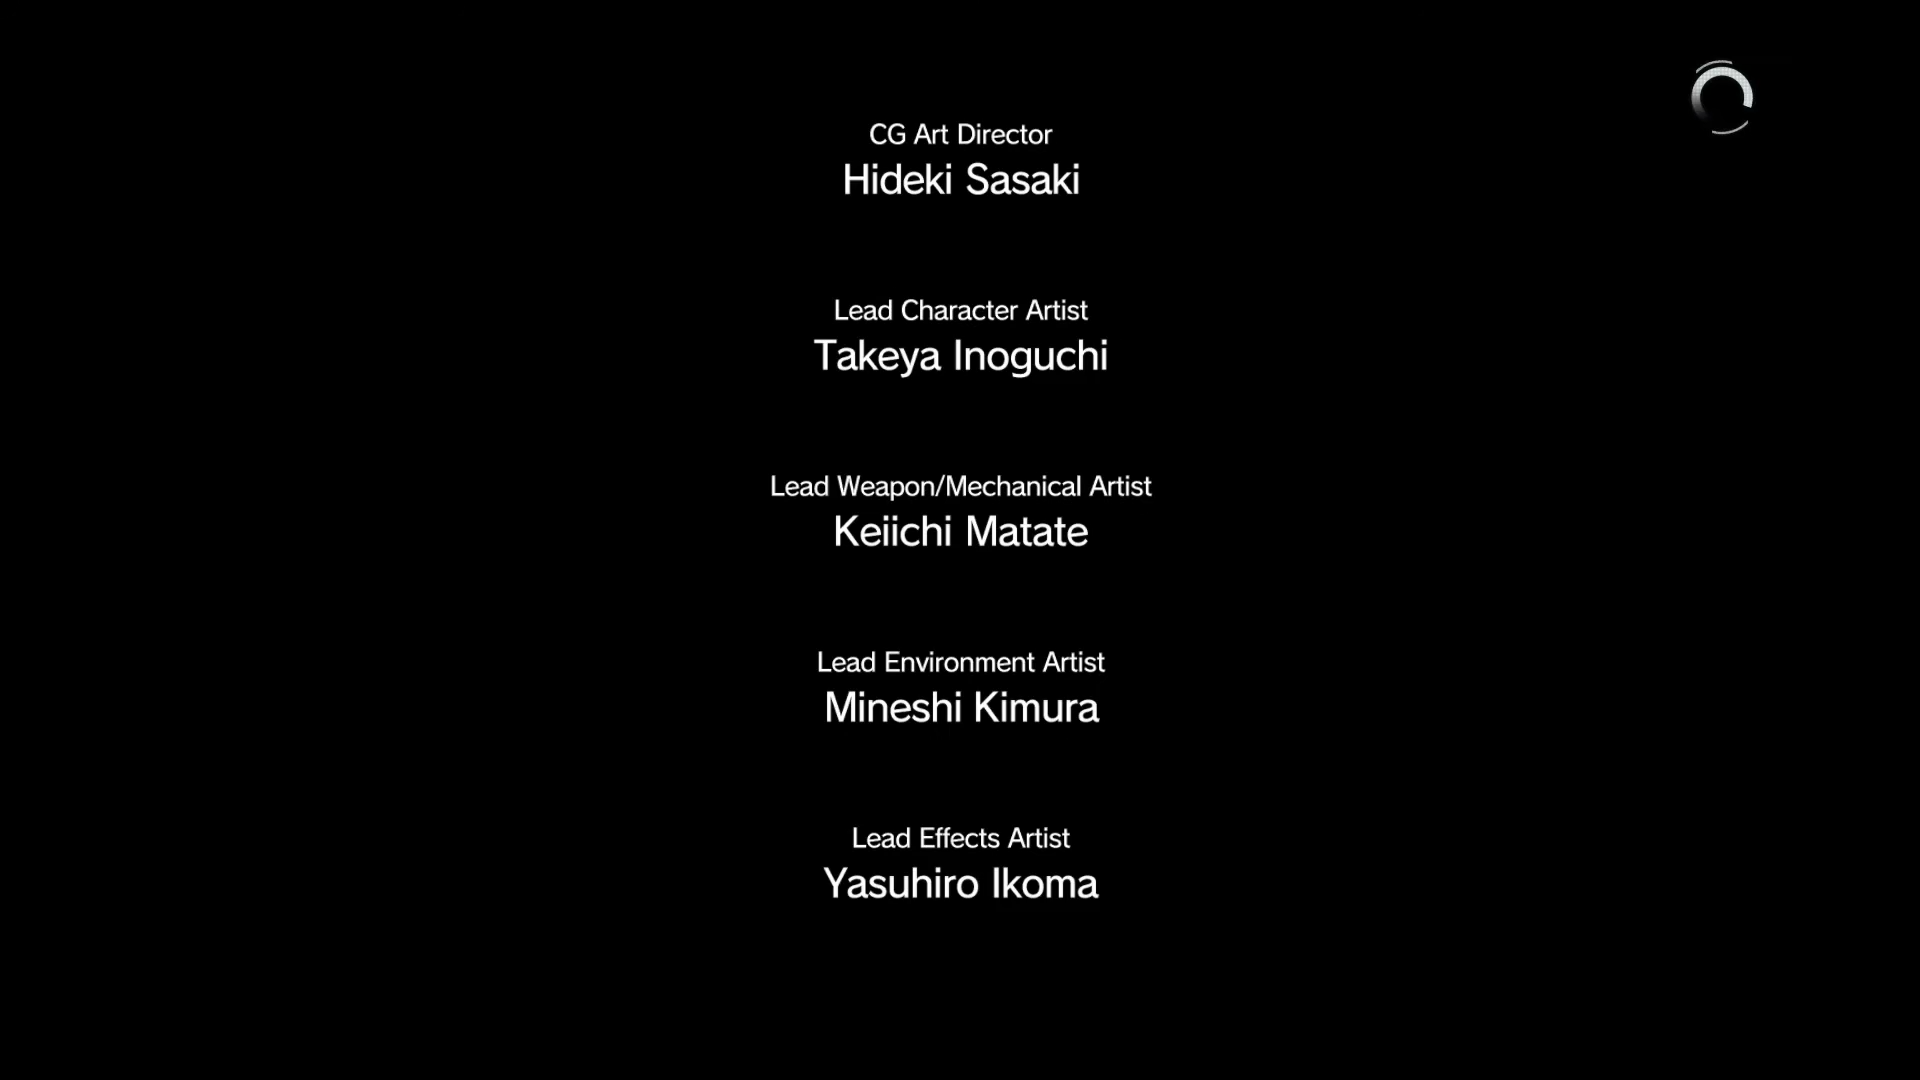 CG Art Director
Hideki Sasaki
Lead Character Artist
Takeya Inoguchi
Lead Weapon/Mechanical Artist
Keiichi Matate
Lead Environment Artist
Mineshi Kimura
Lead Effects Artist
Yasuhiro Ikoma